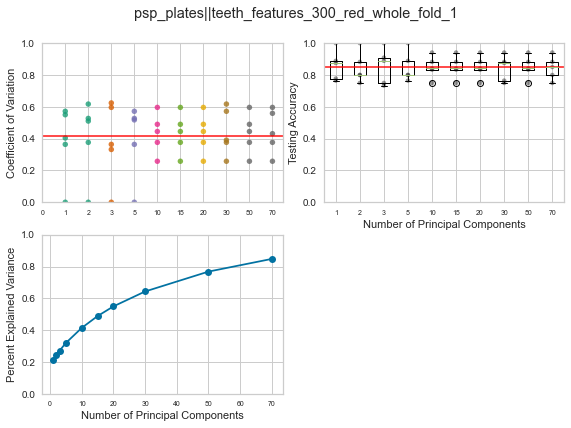 psp_plates||teeth_features_300_red_whole_fold_1
Coefficient of Variation
1.0
0.8
0.6
0.4
0.2
0.0
0 1 2 3 5 10 15 20 30 50 70
Testing Accuracy
1.0
0.8
0.6
0.4
0.2
0.0
1 2 3 5 10 15 20 30 50 70
Number of Principal Components
Percent Explained Variance
1.0
0.8
0.6
0.4
0.2
0.0
0 10 20 30 40 50 60 70
Number of Principal Components